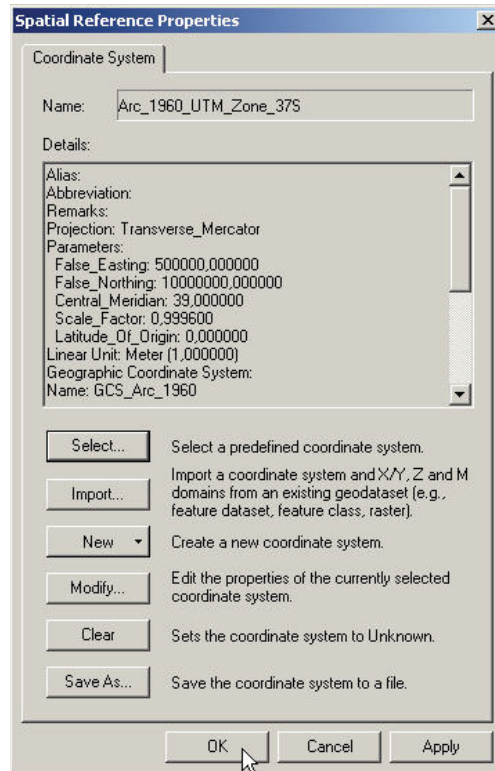 Spatial Reference Properties
Coordinate System
Name: Arc_1960_UTM_Zone_37S
Details:
Alias:
Abbreviation:
Remarks:
Projection: Transverse_Mercator
Parameters:
False_Easting: 500000,000000
False_Northing: 10000000,000000
Central_Meridian: 39,000000
Scale_Factor: 0,999600
Latitude_Of_Origin: 0,000000
Linear Unit: Meter (1,000000)
Geographic Coordinate System:
Name: GCS_Arc_1960
Select... Select a predefined coordinate system.
Import... Import a coordinate system and X/Y, Z and M
domains from an existing geodataset (e.g.,
feature dataset, feature class, raster).
New Create a new coordinate system.
Modify... Edit the properties of the currently selected
coordinate system.
Clear Sets the coordinate system to Unknown.
Save As... Save the coordinate system to a file.
OK Cancel Apply